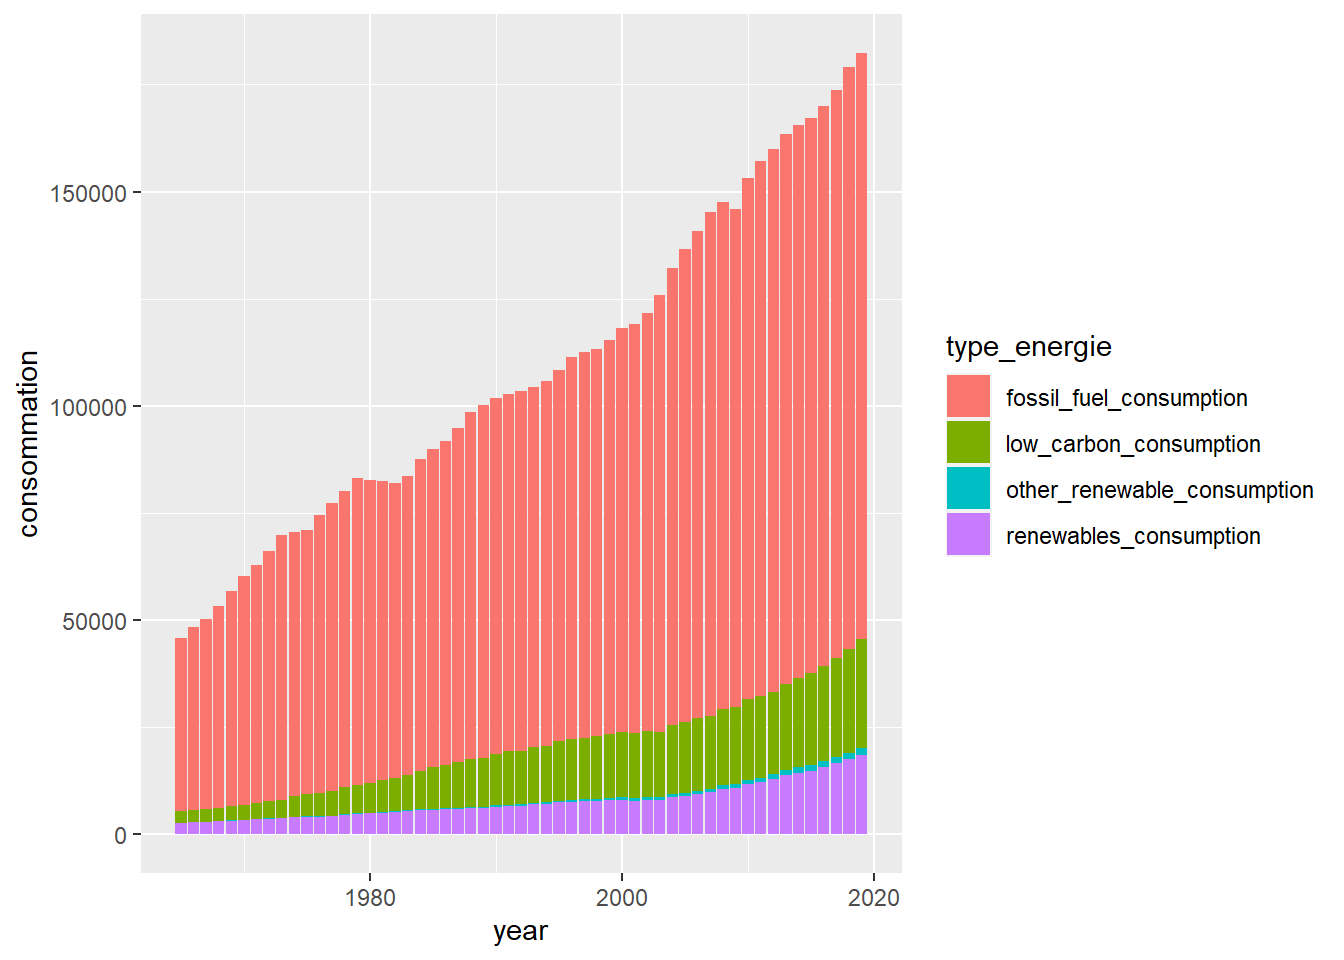 150000
100000
50000
0
consommation
1980
2000
2020
year
type_energie
fossil_fuel_consumption
low_carbon_consumption
other_renewable_consumption
renewables_consumption